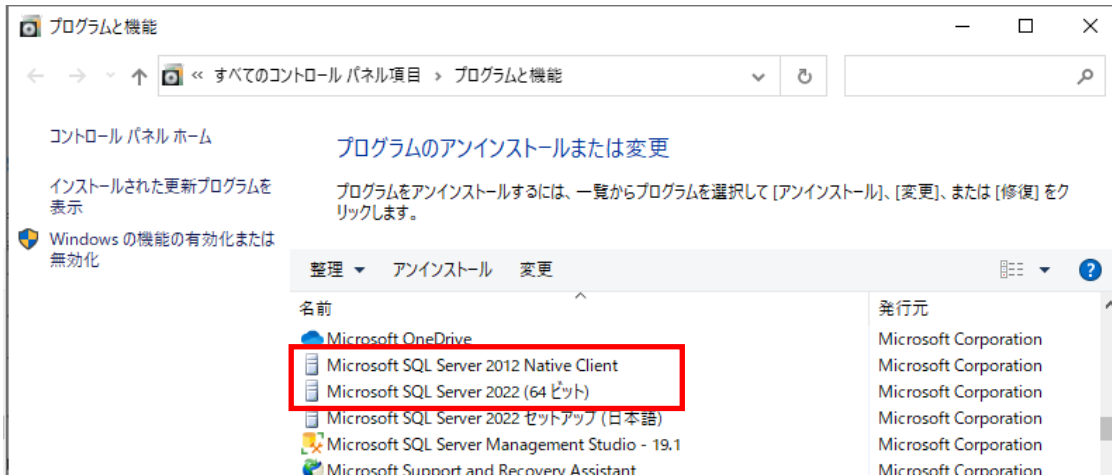 プログラムと機能
« すべてのコントロール パネル項目 › プログラムと機能
コントロール パネル ホーム
プログラムのアンインストールまたは変更
インストールされた更新プログラムを
表示
プログラムをアンインストールするには、一覧からプログラムを選択して [アンインストール]、[変更]、または [修復] をク
リックします。
Windows の機能の有効化または
無効化
整理 アンインストール 変更
名前 発行元
Microsoft OneDrive Microsoft Corporation
Microsoft SQL Server 2012 Native Client Microsoft Corporation
Microsoft SQL Server 2022 (64 ビット) Microsoft Corporation
Microsoft SQL Server 2022 セットアップ (日本語) Microsoft Corporation
Microsoft SQL Server Management Studio - 19.1 Microsoft Corporation
Microsoft Support and Recovery Assistant Microsoft Corporation